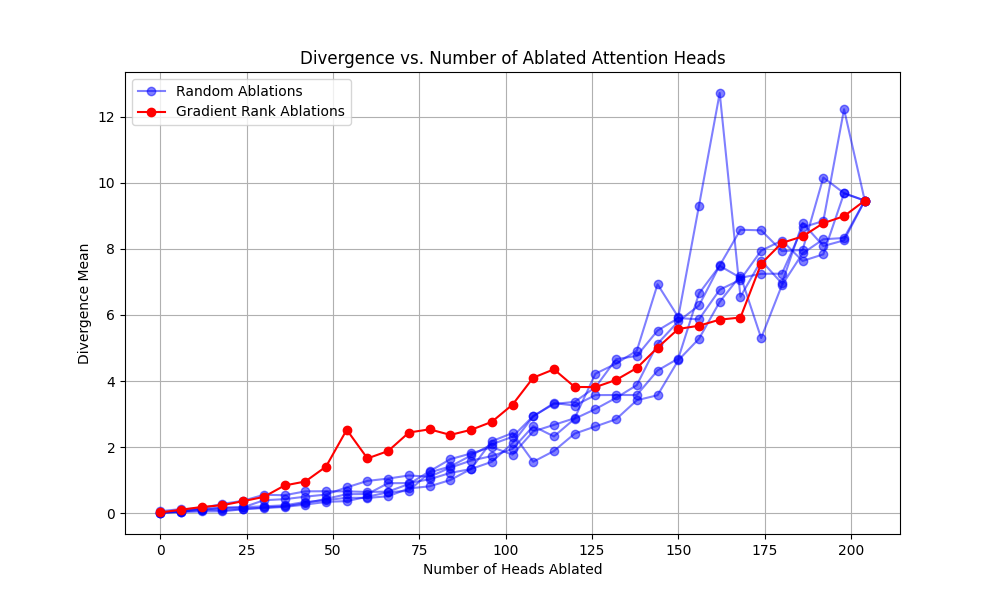 Divergence vs. Number of Ablated Attention Heads
Random Ablations
Gradient Rank Ablations
Divergence Mean
12
10
8
6
4
2
0
0 25 50 75 100 125 150 175 200
Number of Heads Ablated